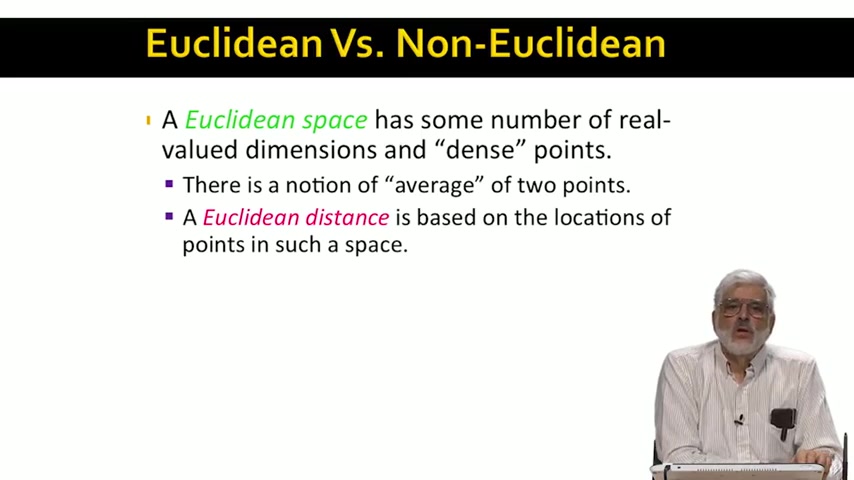 Euclidean Vs. Non-Euclidean
A Euclidean space has some number of real-
valued dimensions and “dense” points.
There is a notion of “average” of two points.
A Euclidean distance is based on the locations of
points in such a space.